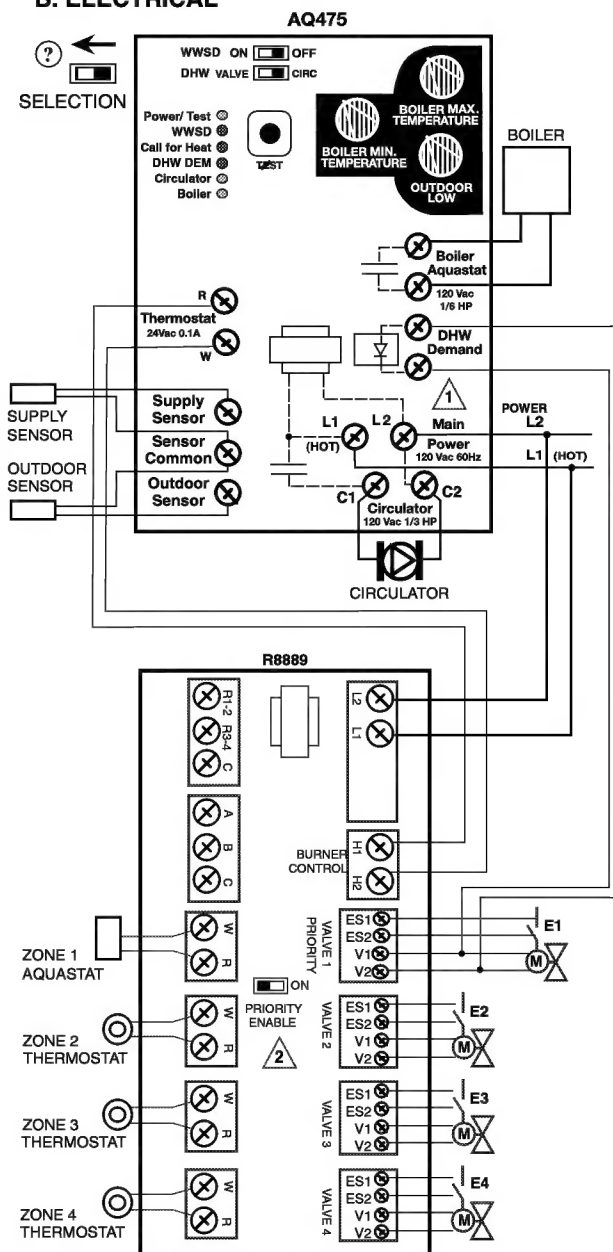 B. ELECTRICAL
AQ475
?
SELECTION
WWSD ON OFF
DHW VALVE CIRC
Power/ Test
WWSD
Call for Heat
DHW DEM
Circulator
Boiler
TEST
BOILER MAX.
TEMPERATURE
BOILER MIN.
TEMPERATURE
OUTDOOR
LOW
BOILER
Boiler
Aquastat
120 Vac
1/6 HP
R
Thermostat
24Vac 0.1A
W
DHW
Demand
1
Supply
Sensor
Sensor
Common
Outdoor
Sensor
SUPPLY
SENSOR
OUTDOOR
SENSOR
L1
(HOT)
L2
Main
Power
120 Vac 60Hz
POWER
L2
L1 (HOT)
C1
C2
Circulator
120 Vac 1/3 HP
CIRCULATOR
R8889
R1-2
R3-4
C
L2
L1
A
B
C
BURNER
CONTROL
H1
H2
ZONE 1
AQUASTAT
W
R
VALVE 1
PRIORITY
ES1
ES2
V1
V2
E1
M
ON
PRIORITY
ENABLE
2
ZONE 2
THERMOSTAT
W
R
VALVE 2
ES1
ES2
V1
V2
E2
M
ZONE 3
THERMOSTAT
W
R
VALVE 3
ES1
ES2
V1
V2
E3
M
ZONE 4
THERMOSTAT
W
R
VALVE 4
ES1
ES2
V1
V2
E4
M